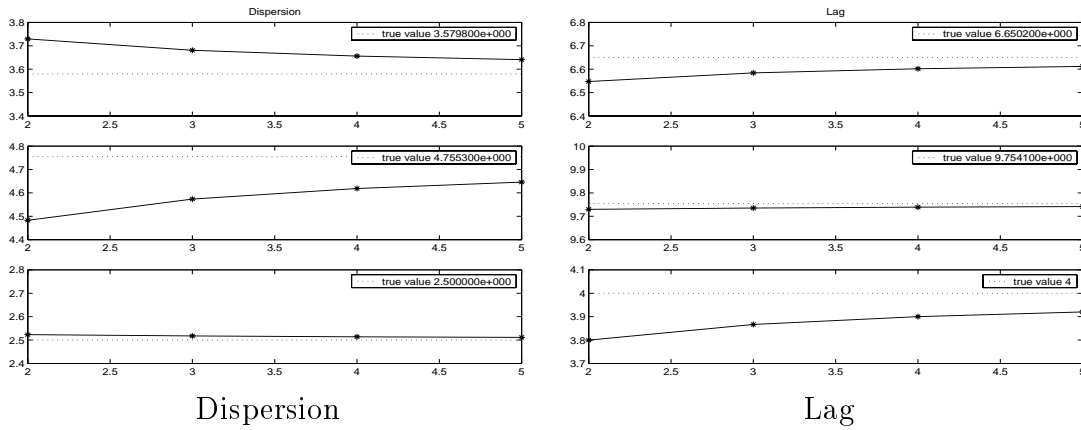 Dispersion
3.8
3.7
3.6
3.5
3.4
true value 3.579800e+000
2 2.5 3 3.5 4 4.5 5
4.8
4.7
4.6
4.5
4.4
true value 4.755300e+000
2 2.5 3 3.5 4 4.5 5
2.8
2.7
2.6
2.5
2.4
true value 2.500000e+000
2 2.5 3 3.5 4 4.5 5
Dispersion
Lag
6.8
6.7
6.6
6.5
6.4
true value 6.650200e+000
2 2.5 3 3.5 4 4.5 5
10
9.9
9.8
9.7
9.6
true value 9.754100e+000
2 2.5 3 3.5 4 4.5 5
4.1
4
3.9
3.8
3.7
true value 4
2 2.5 3 3.5 4 4.5 5
Lag